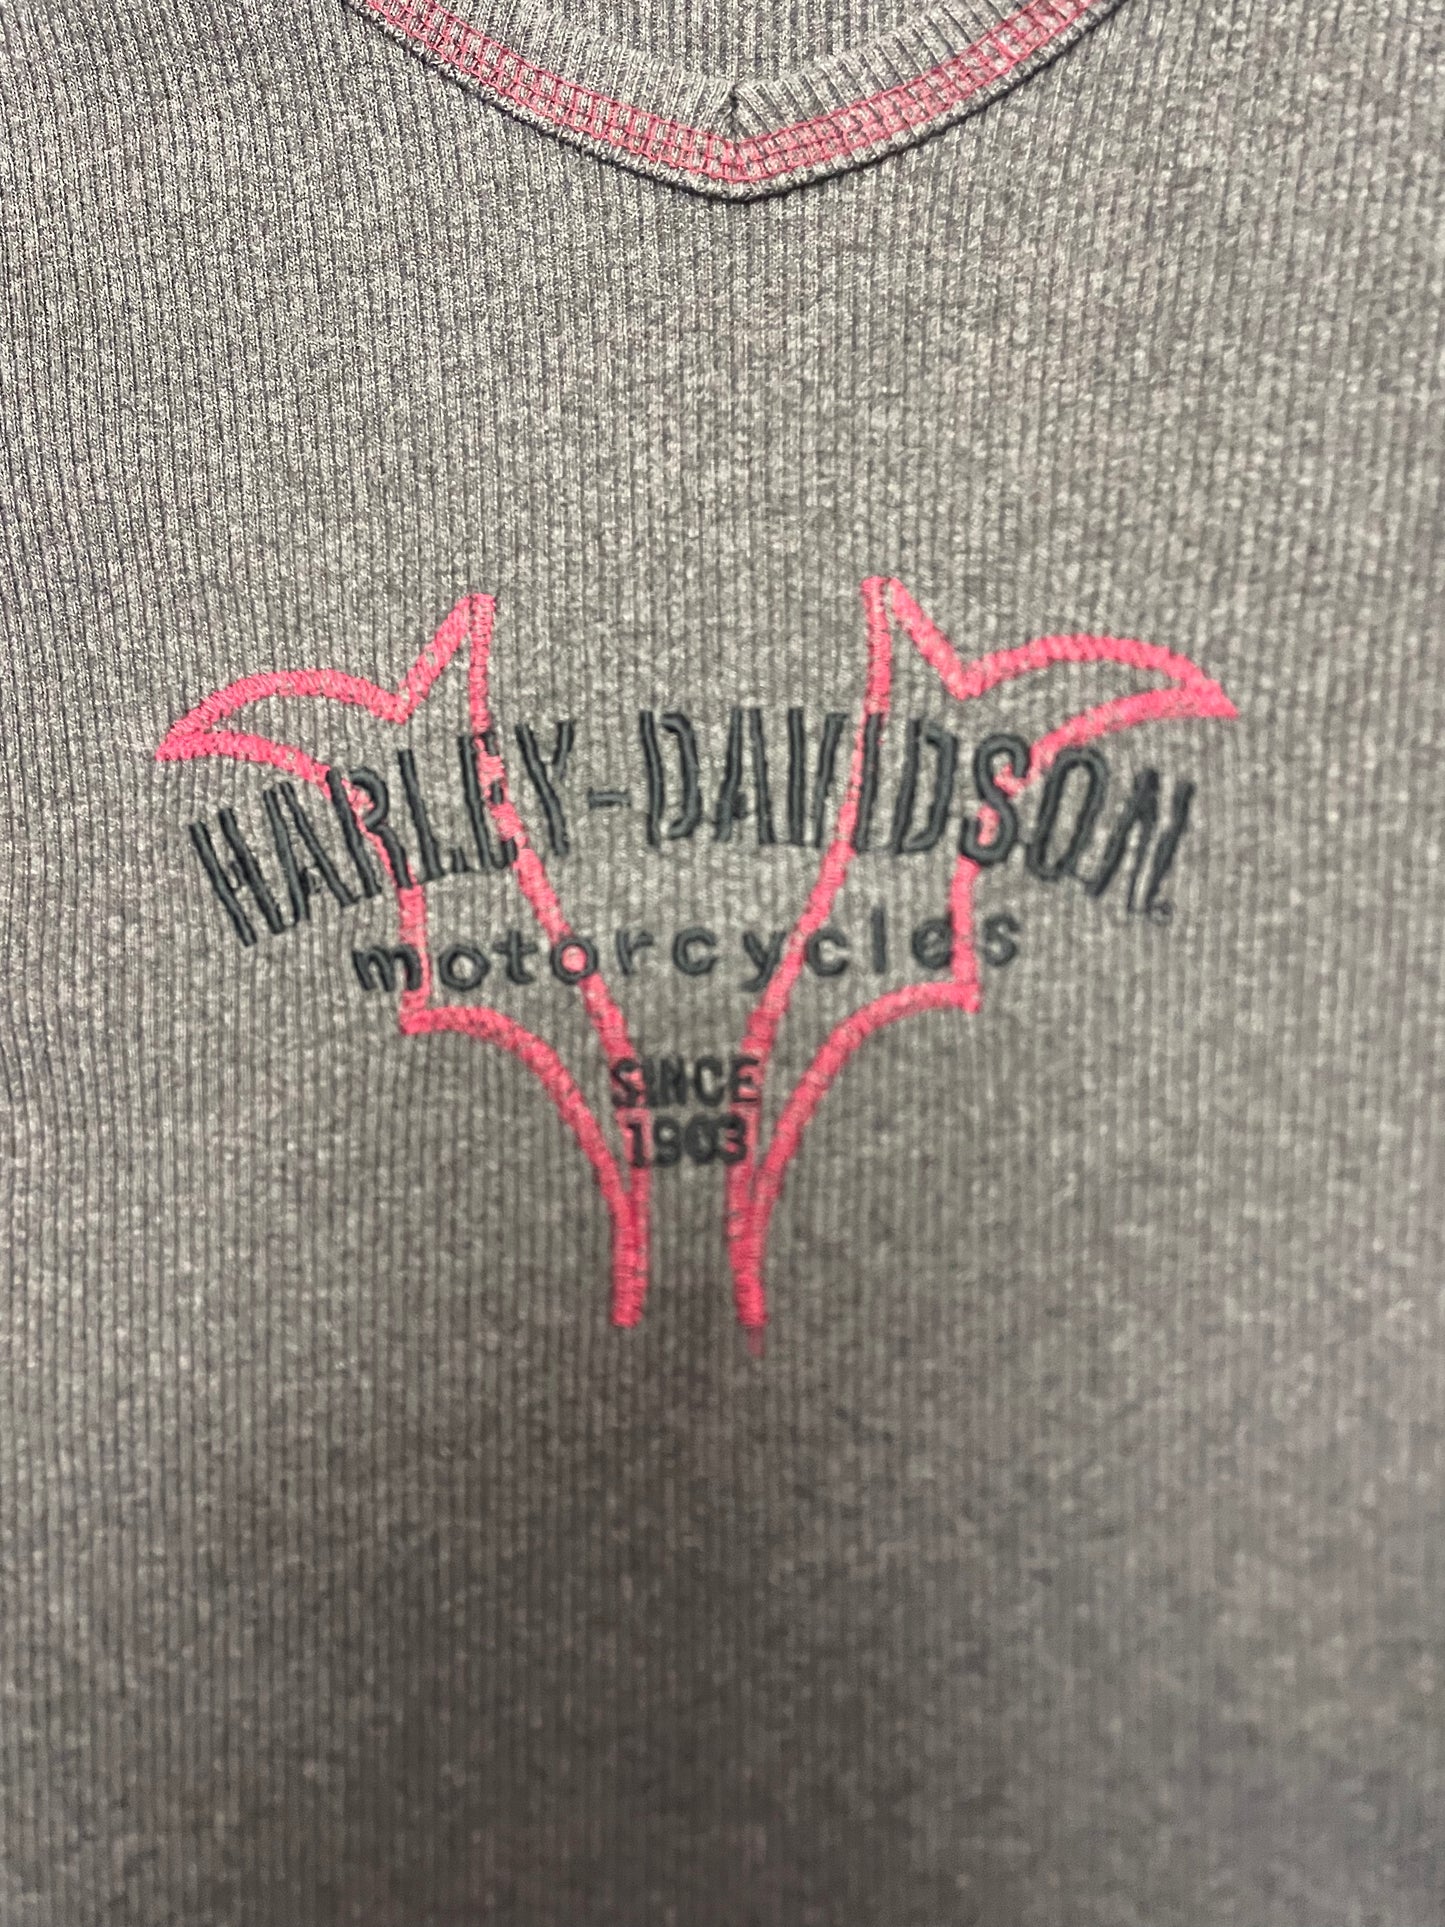 HARLEY-DAVIDSON
motorcycles
SINCE
1903